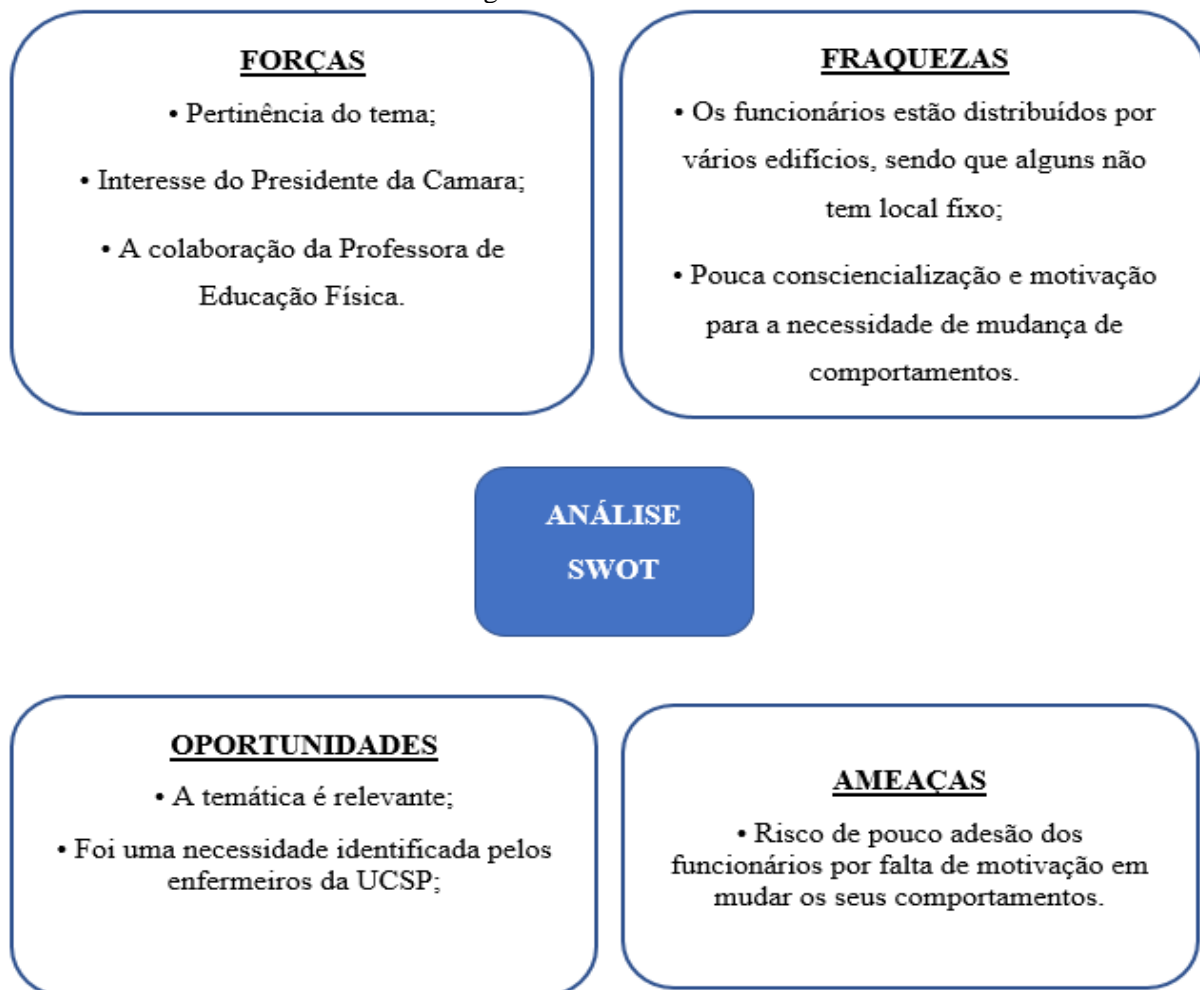 FORÇAS
• Pertinência do tema;
• Interesse do Presidente da Camara;
• A colaboração da Professora de
Educação Física.
FRAQUEZAS
• Os funcionários estão distribuídos por
vários edifícios, sendo que alguns não
tem local fixo;
• Pouca consciencialização e motivação
para a necessidade de mudança de
comportamentos.
ANÁLISE
SWOT
OPORTUNIDADES
• A temática é relevante;
• Foi uma necessidade identificada pelos
enfermeiros da UCSP;
AMEAÇAS
• Risco de pouco adesão dos
funcionários por falta de motivação em
mudar os seus comportamentos.